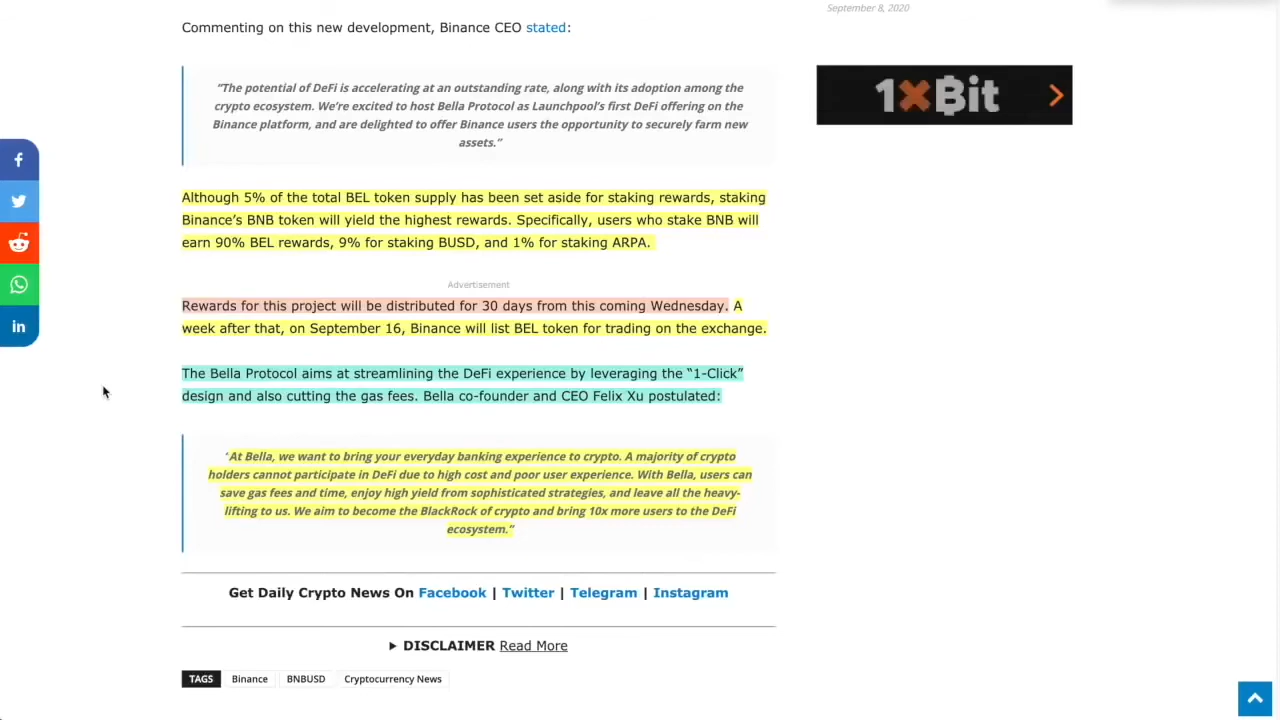 September 8, 2020
Commenting on this new development, Binance CEO stated:
1xBit
“The potential of DeFi is accelerating at an outstanding rate, along with its adoption among the
crypto ecosystem. We’re excited to host Bella Protocol as Launchpool’s first DeFi offering on the
Binance platform, and are delighted to offer Binance users the opportunity to securely farm new
assets.”
Although 5% of the total BEL token supply has been set aside for staking rewards, staking
Binance’s BNB token will yield the highest rewards. Specifically, users who stake BNB will
earn 90% BEL rewards, 9% for staking BUSD, and 1% for staking ARPA.
Advertisement
Rewards for this project will be distributed for 30 days from this coming Wednesday. A
week after that, on September 16, Binance will list BEL token for trading on the exchange.
The Bella Protocol aims at streamlining the DeFi experience by leveraging the “1-Click”
design and also cutting the gas fees. Bella co-founder and CEO Felix Xu postulated:
‘At Bella, we want to bring your everyday banking experience to crypto. A majority of crypto
holders cannot participate in DeFi due to high cost and poor user experience. With Bella, users can
save gas fees and time, enjoy high yield from sophisticated strategies, and leave all the heavy-
lifting to us. We aim to become the BlackRock of crypto and bring 10x more users to the DeFi
ecosystem.”
Get Daily Crypto News On Facebook | Twitter | Telegram | Instagram
DISCLAIMER Read More
TAGS Binance BNBUSD Cryptocurrency News